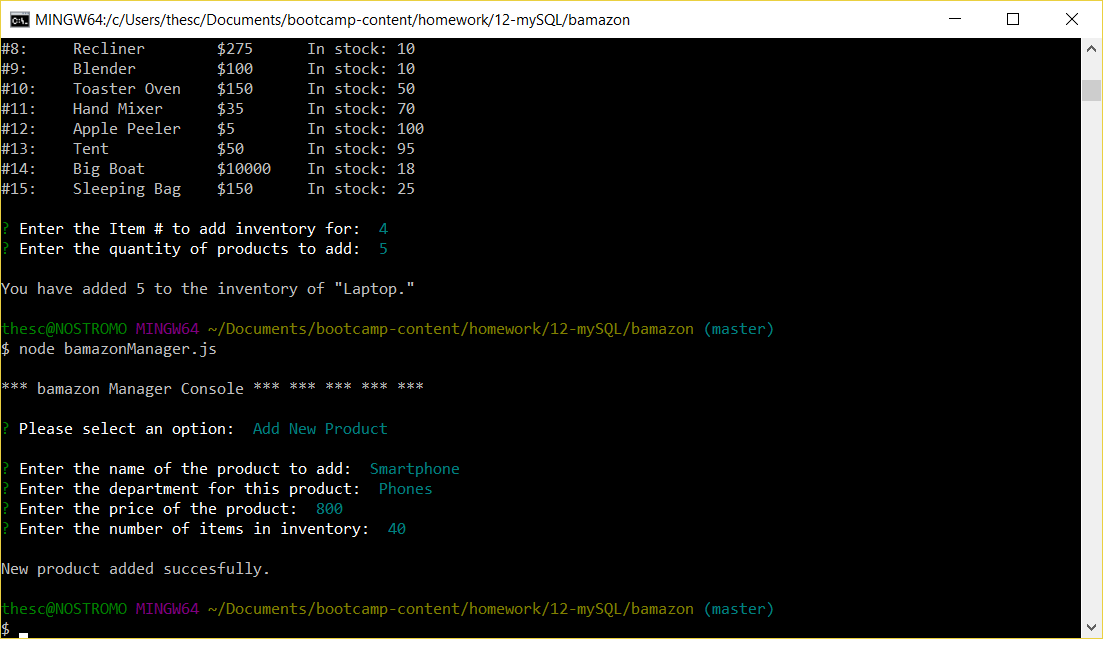 MINGW64:/c/Users/thesc/Documents/bootcamp-content/homework/12-mySQL/bamazon
#8:     Recliner        $275      In stock: 10
#9:     Blender         $100      In stock: 10
#10:    Toaster Oven    $150      In stock: 50
#11:    Hand Mixer      $35       In stock: 70
#12:    Apple Peeler    $5        In stock: 100
#13:    Tent            $50       In stock: 95
#14:    Big Boat        $10000    In stock: 18
#15:    Sleeping Bag    $150      In stock: 25
? Enter the Item # to add inventory for:  4
? Enter the quantity of products to add:  5
You have added 5 to the inventory of "Laptop."
thesc@NOSTROMO MINGW64 ~/Documents/bootcamp-content/homework/12-mySQL/bamazon (master)
$ node bamazonManager.js
*** bamazon Manager Console *** *** *** *** ***
? Please select an option:  Add New Product
? Enter the name of the product to add:  Smartphone
? Enter the department for this product:  Phones
? Enter the price of the product:  800
? Enter the number of items in inventory:  40
New product added succesfully.
thesc@NOSTROMO MINGW64 ~/Documents/bootcamp-content/homework/12-mySQL/bamazon (master)
$